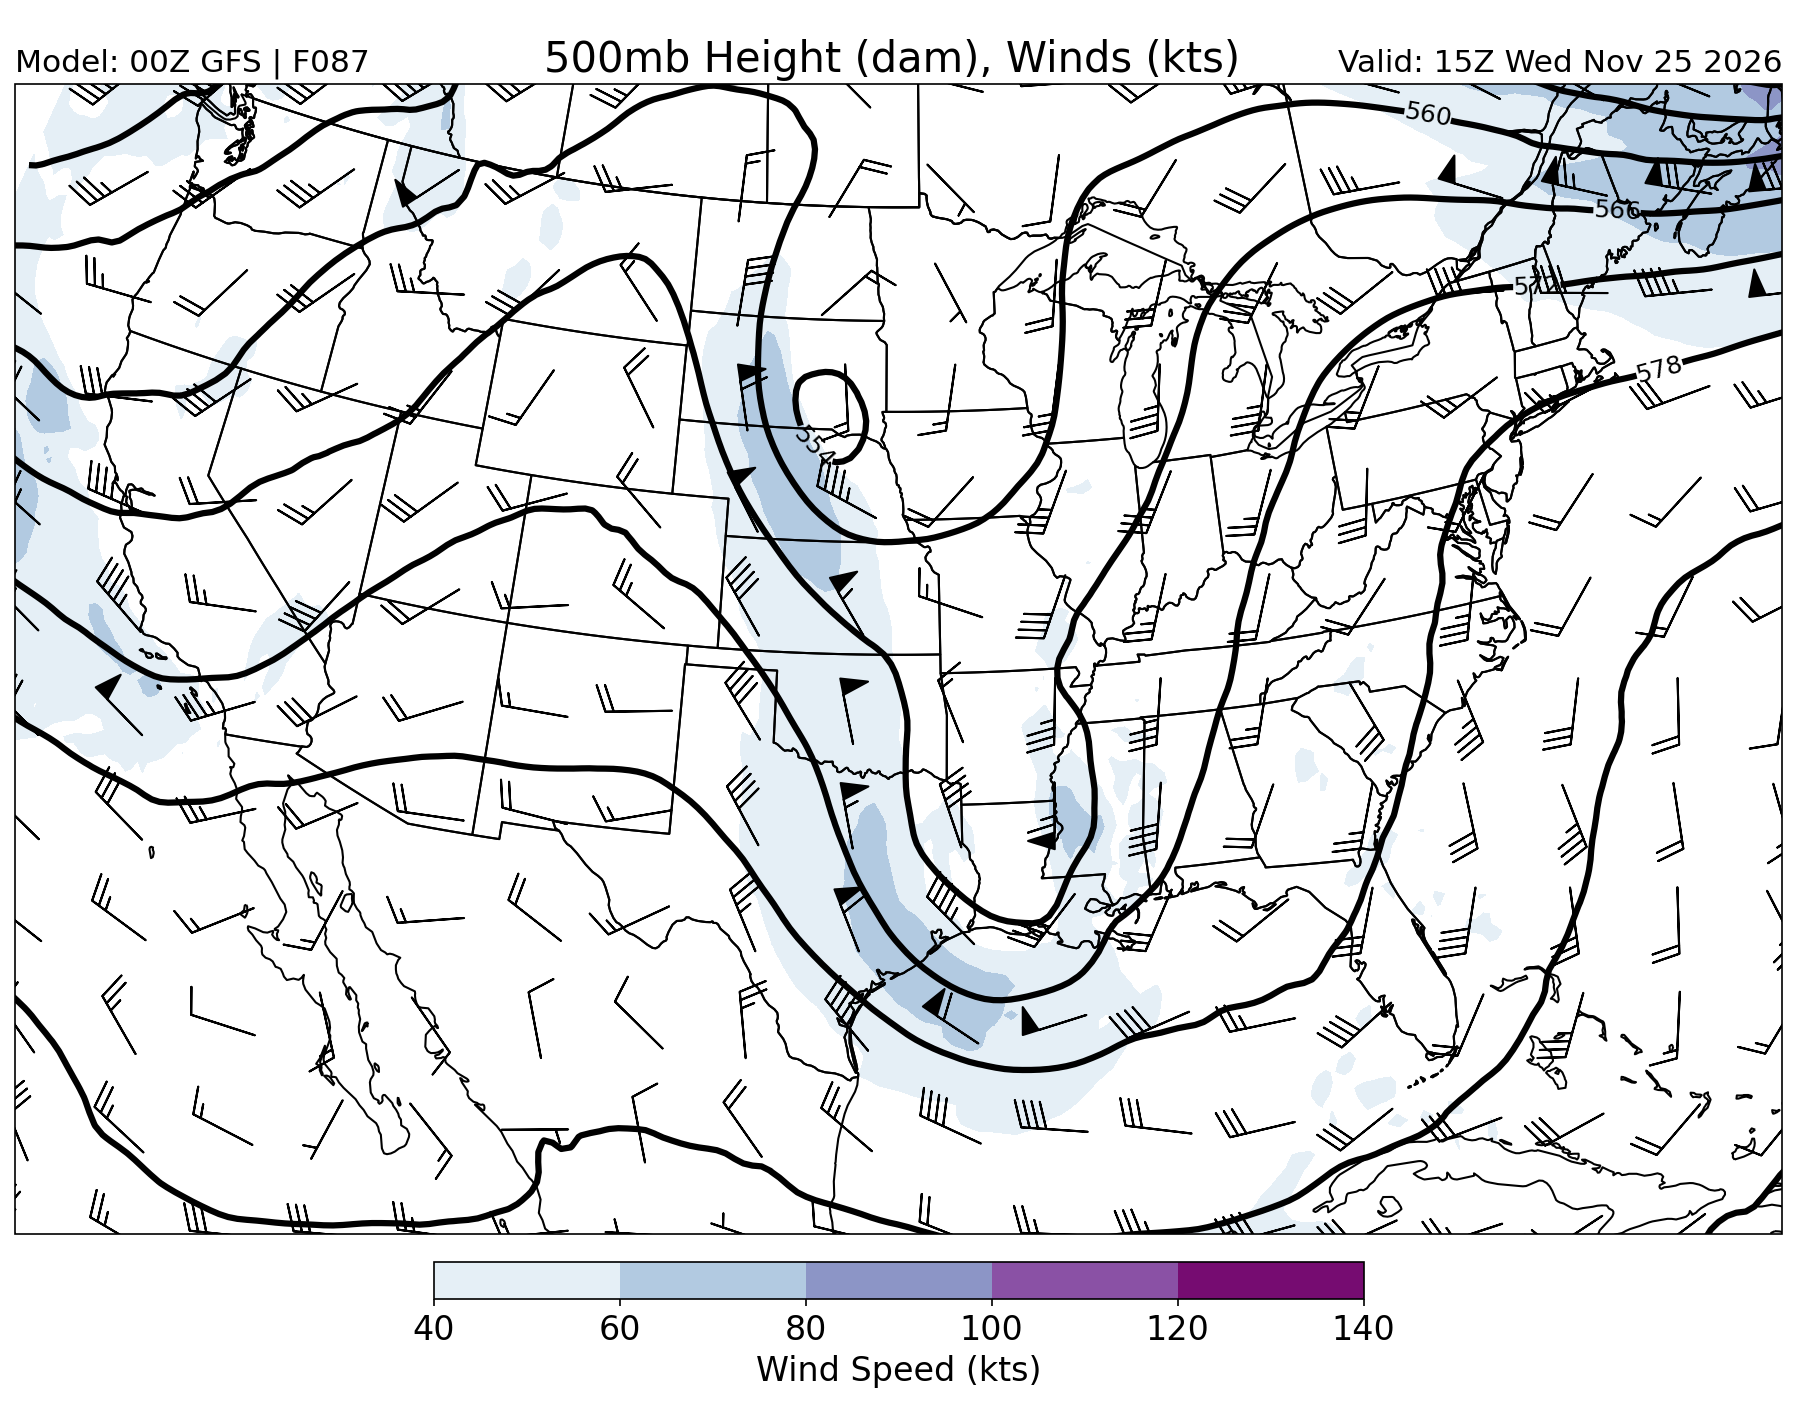 Model: 00Z GFS | F087
500mb Height (dam), Winds (kts)
Valid: 15Z Wed Nov 25 2026
560
566
578
554
40 60 80 100 120 140
Wind Speed (kts)